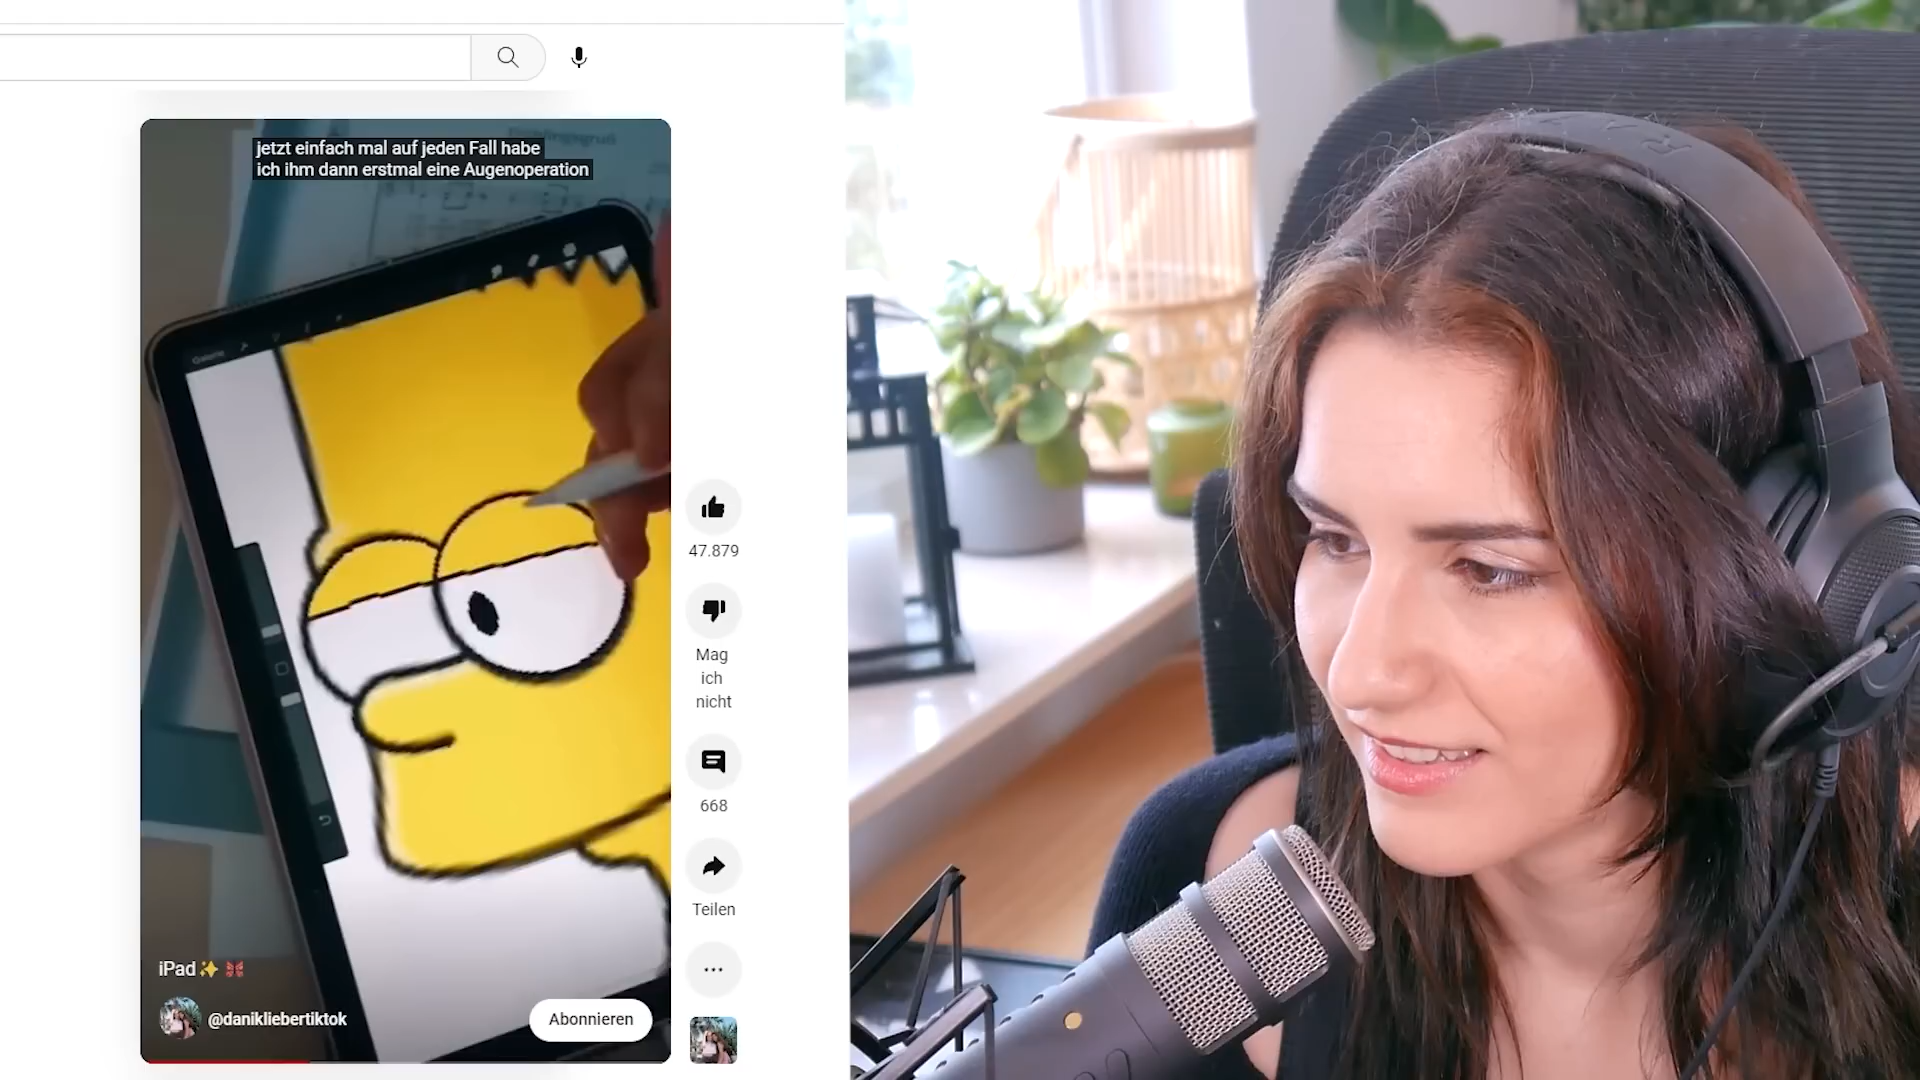 jetzt einfach mal auf jeden Fall habe
ich ihm dann erstmal eine Augenoperation
47.879
Mag
ich
nicht
668
Teilen
iPad✨
@danikliebertiktok
Abonnieren